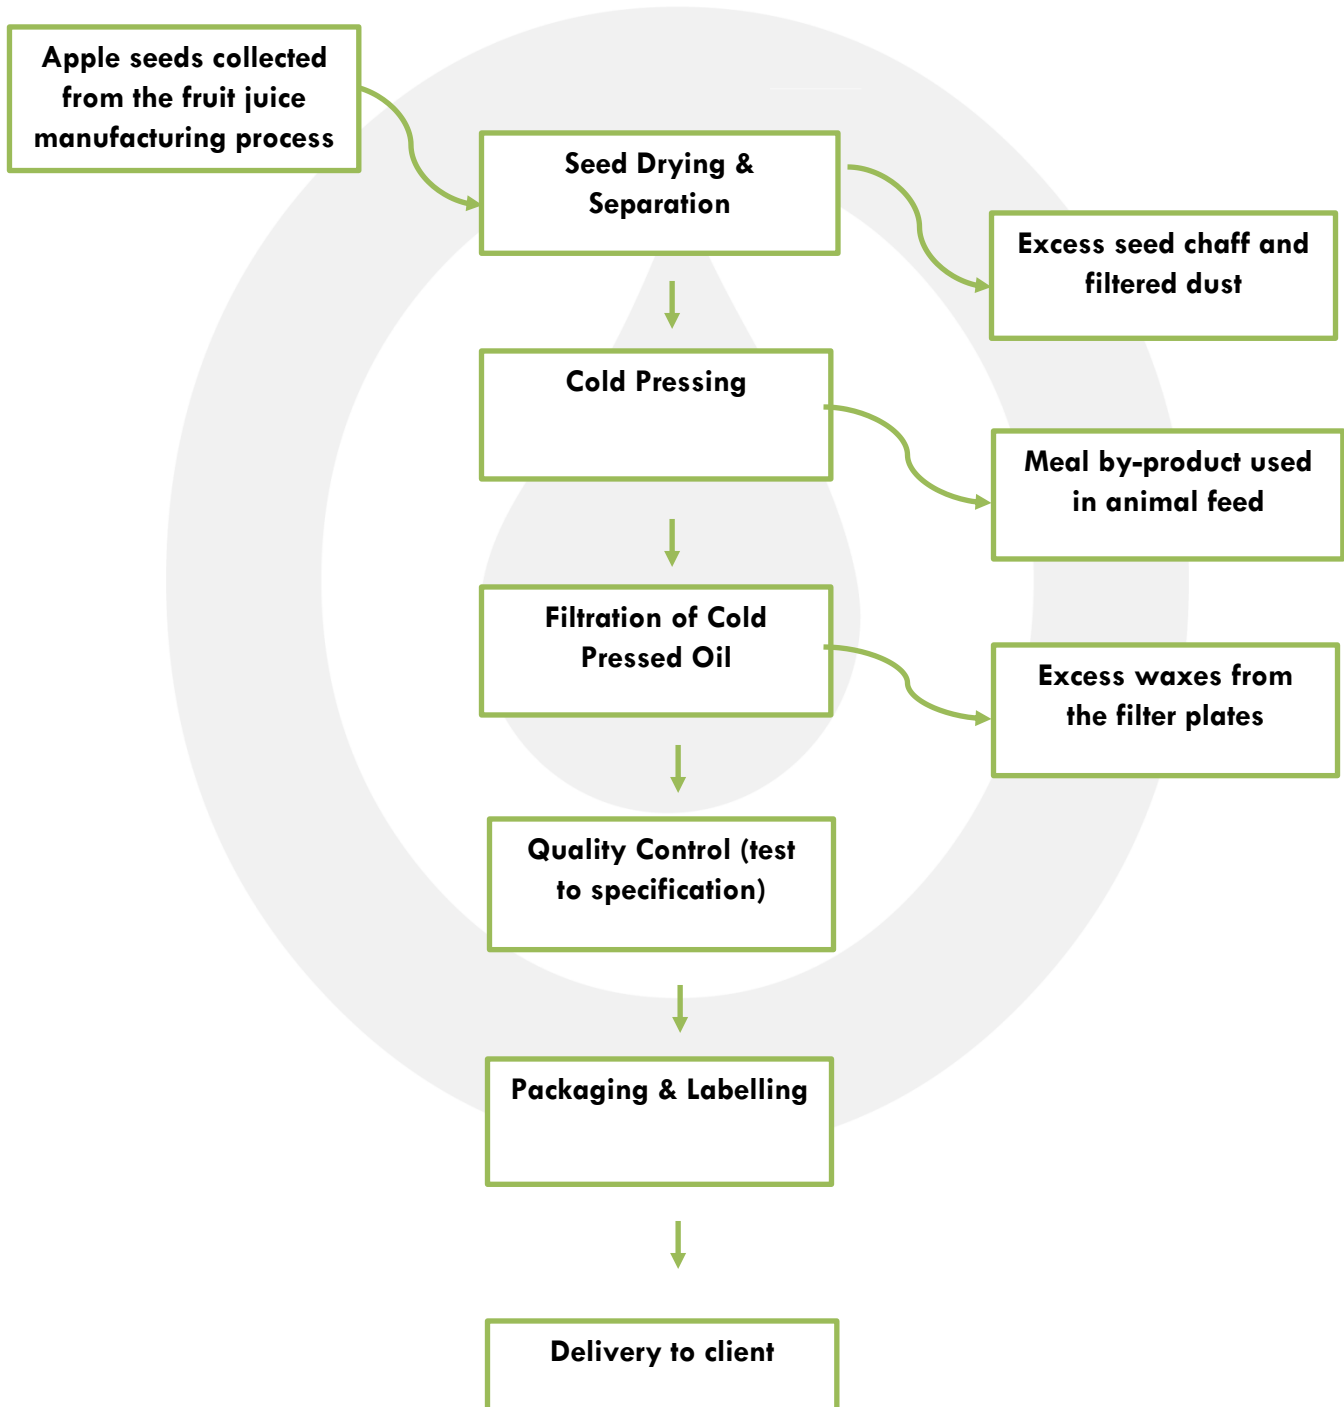 Apple seeds collected
from the fruit juice
manufacturing process
Seed Drying &
Separation
Excess seed chaff and
filtered dust
Cold Pressing
Meal by-product used
in animal feed
Filtration of Cold
Pressed Oil
Excess waxes from
the filter plates
Quality Control (test
to specification)
Packaging & Labelling
Delivery to client